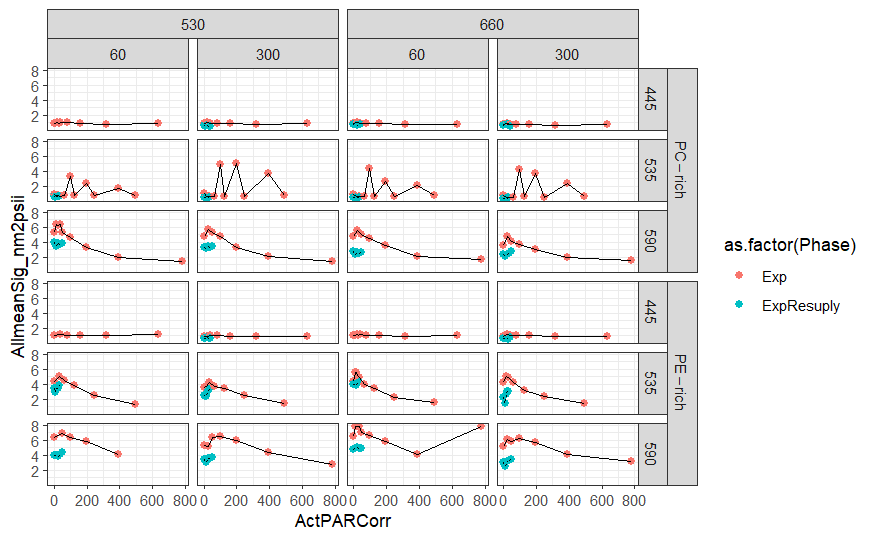 530 660
60 300 60 300
8 6 4 2 445
8 6 4 2 535
8 6 4 2 590
PC – rich
8 6 4 2 445
8 6 4 2 535
8 6 4 2 590
PE – rich
0 200 400 600 800 0 200 400 600 800 0 200 400 600 800 0 200 400 600 800
ActPARCorr
AllmeanSig_nm2psii
as.factor(Phase)
Exp
ExpResuply